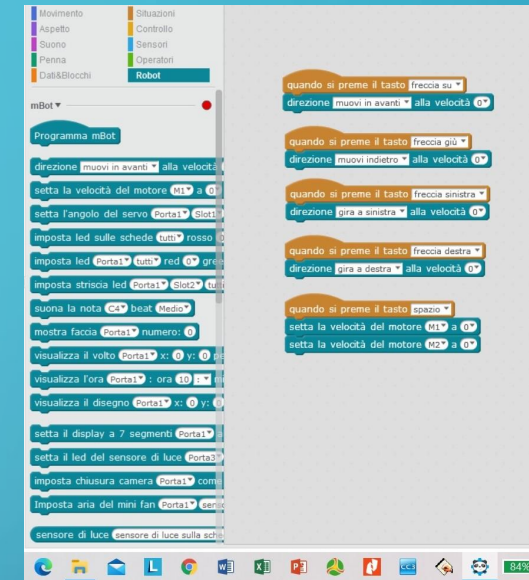 Movimento
Situazioni
Aspetto
Controllo
Suono
Sensori
Penna
Operatori
Dati&Blocchi
Robot
mBot
Programma mBot
direzione muovi in avanti alla velocità
setta la velocità del motore M1 a 0
setta l'angolo del servo Porta1 Slot1
imposta led sulle schede tutti rosso 0
imposta led Porta1 tutti red 0 gree
imposta striscia led Porta1 Slot2 tut
suona la nota C4 beat Medio
mostra faccia Porta1 numero: 0
visualizza il volto Porta1 x: 0 y: 0 pe
visualizza l'ora Porta1 : ora 10 : mi
visualizza il disegno Porta1 x: 0 y: 0
setta il display a 7 segmenti Porta1 a
setta il led del sensore di luce Porta3
imposta chiusura camera Porta1 com
Imposta aria del mini fan Porta1 sens
sensore di luce sensore di luce sulla sche
quando si preme il tasto freccia su
direzione muovi in avanti alla velocità 0
quando si preme il tasto freccia giù
direzione muovi indietro alla velocità 0
quando si preme il tasto freccia sinistra
direzione gira a sinistra alla velocità 0
quando si preme il tasto freccia destra
direzione gira a destra alla velocità 0
quando si preme il tasto spazio
setta la velocità del motore M1 a 0
setta la velocità del motore M2 a 0
84%